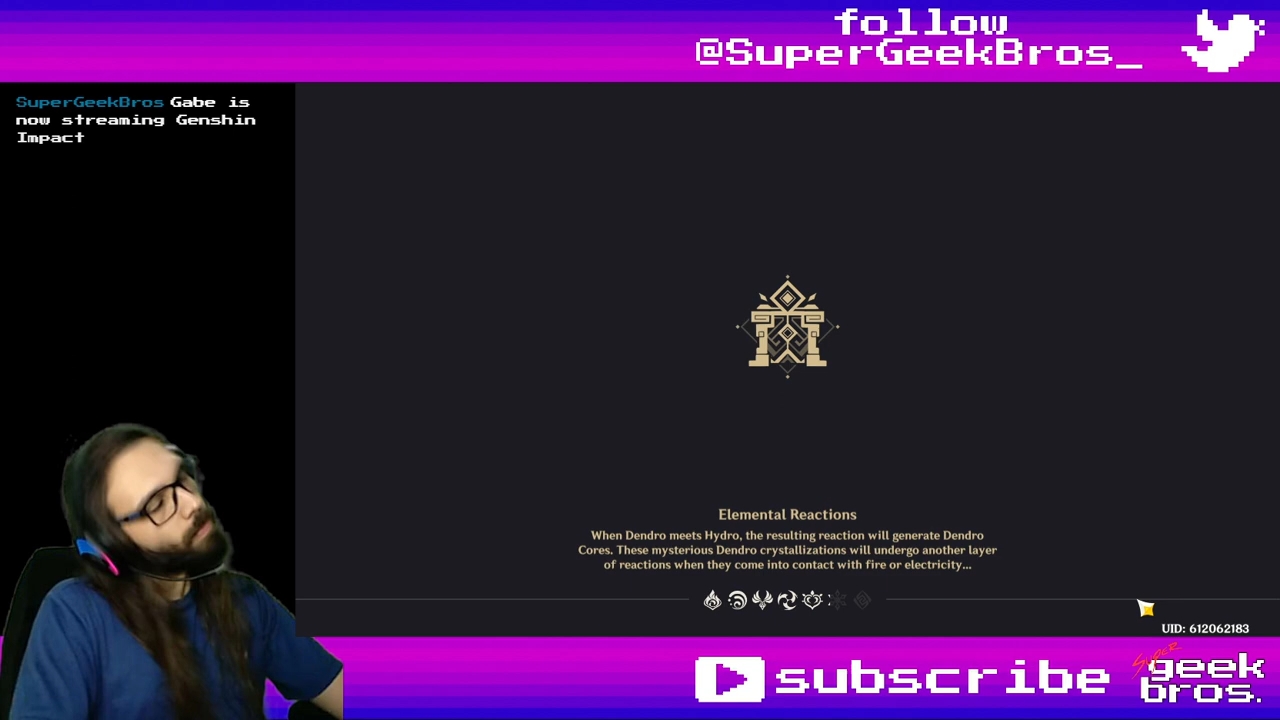 follow
@SuperGeekBros_
SuperGeekBros Gabe is
now streaming Genshin
Impact
Elemental Reactions
When Dendro meets Hydro, the resulting reaction will generate Dendro
Cores. These mysterious Dendro crystallizations will undergo another layer
of reactions when they come into contact with fire or electricity...
UID: 612062183
subscribe
super
geek
bros.